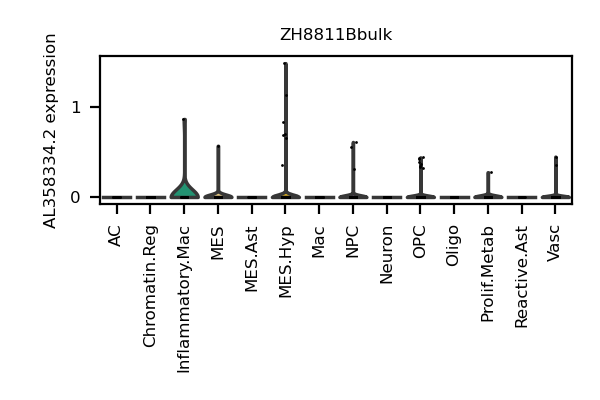 ZH8811Bbulk
AL358334.2 expression
1
0
AC
Chromatin.Reg
Inflammatory.Mac
MES
MES.Ast
MES.Hyp
Mac
NPC
Neuron
OPC
Oligo
Prolif.Metab
Reactive.Ast
Vasc